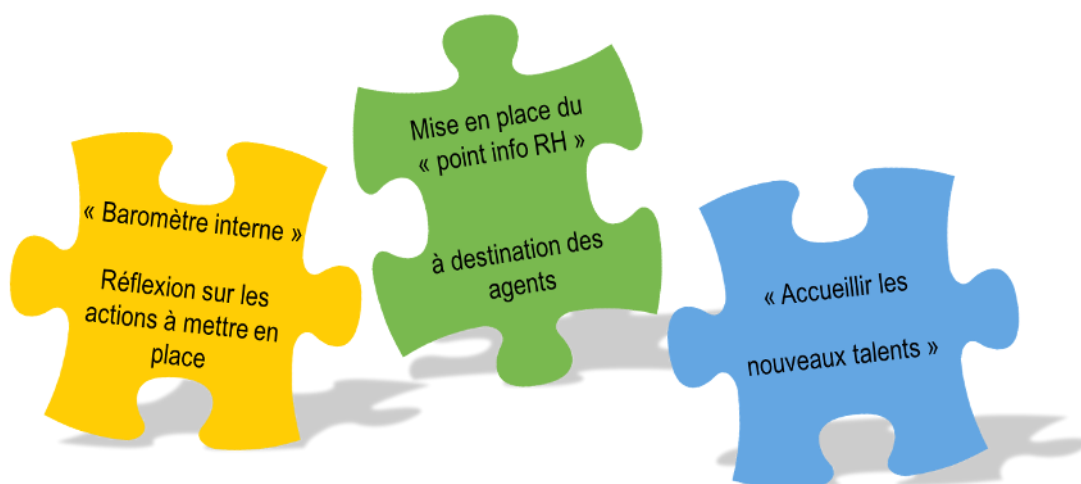 « Baromètre interne »
Réflexion sur les
actions à mettre en
place
Mise en place du
« point info RH »
à destination des
agents
« Accueillir les
nouveaux talents »